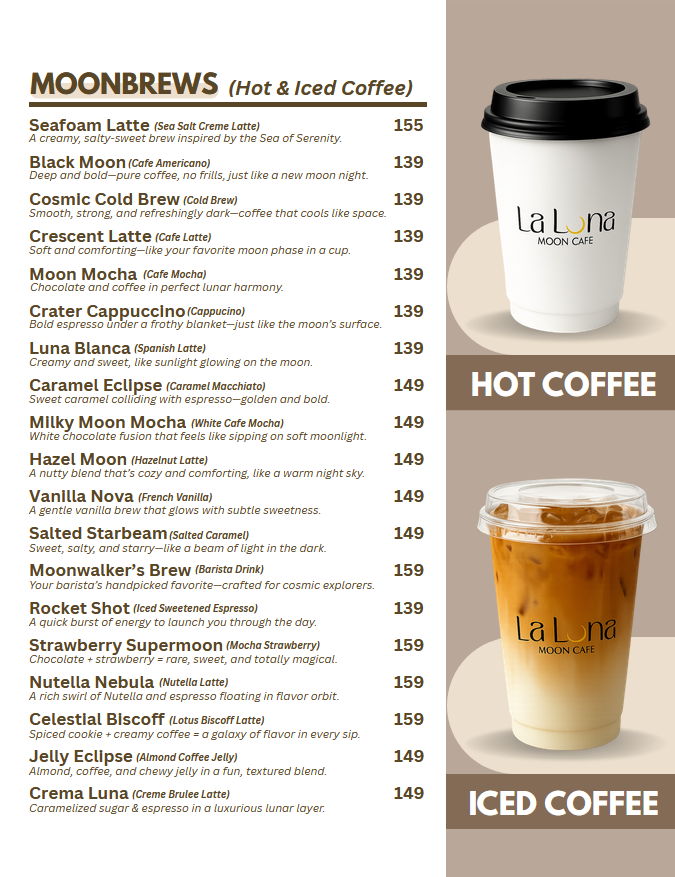 MOONBREWS (Hot & Iced Coffee)
Seafoam Latte (Sea Salt Creme Latte) 155
A creamy, salty-sweet brew inspired by the Sea of Serenity.
Black Moon (Cafe Americano) 139
Deep and bold—pure coffee, no frills, just like a new moon night.
Cosmic Cold Brew (Cold Brew) 139
Smooth, strong, and refreshingly dark—coffee that cools like space.
Crescent Latte (Cafe Latte) 139
Soft and comforting—like your favorite moon phase in a cup.
Moon Mocha (Cafe Mocha) 139
Chocolate and coffee in perfect lunar harmony.
Crater Cappuccino (Cappucino) 139
Bold espresso under a frothy blanket—just like the moon's surface.
Luna Blanca (Spanish Latte) 139
Creamy and sweet, like sunlight glowing on the moon.
Caramel Eclipse (Caramel Macchiato) 149
Sweet caramel colliding with espresso—golden and bold.
Milky Moon Mocha (White Cafe Mocha) 149
White chocolate fusion that feels like sipping on soft moonlight.
Hazel Moon (Hazelnut Latte) 149
A nutty blend that's cozy and comforting, like a warm night sky.
Vanilla Nova (French Vanilla) 149
A gentle vanilla brew that glows with subtle sweetness.
Salted Starbeam (Salted Caramel) 149
Sweet, salty, and starry—like a beam of light in the dark.
Moonwalker's Brew (Barista Drink) 159
Your barista's handpicked favorite—crafted for cosmic explorers.
Rocket Shot (Iced Sweetened Espresso) 139
A quick burst of energy to launch you through the day.
Strawberry Supermoon (Mocha Strawberry) 159
Chocolate + strawberry = rare, sweet, and totally magical.
Nutella Nebula (Nutella Latte) 159
A rich swirl of Nutella and espresso floating in flavor orbit.
Celestial Biscoff (Lotus Biscoff Latte) 159
Spiced cookie + creamy coffee = a galaxy of flavor in every sip.
Jelly Eclipse (Almond Coffee Jelly) 149
Almond, coffee, and chewy jelly in a fun, textured blend.
Crema Luna (Creme Brulee Latte) 149
Caramelized sugar & espresso in a luxurious lunar layer.
La Luna
MOON CAFE
HOT COFFEE
La Luna
MOON CAFE
ICED COFFEE